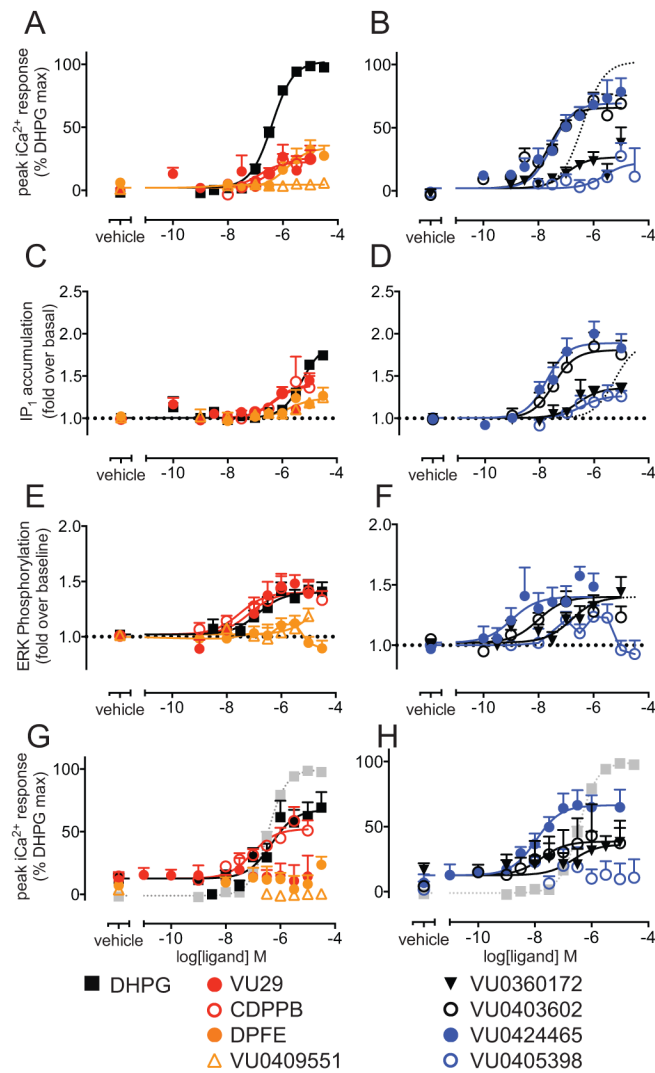 A
B
peak iCa2+ response
(% DHPG max)
100
50
0
vehicle
-10
-8
-6
-4
100
50
0
vehicle
-10
-8
-6
-4
C
D
IP1 accumulation
(fold over basal)
2.5
2.0
1.5
1.0
vehicle
-10
-8
-6
-4
2.5
2.0
1.5
1.0
vehicle
-10
-8
-6
-4
E
F
ERK Phosphorylation
(fold over baseline)
2.0
1.5
1.0
vehicle
-10
-8
-6
-4
2.0
1.6
1.2
1.0
vehicle
-10
-8
-6
-4
G
H
peak iCa2+ response
(% DHPG max)
100
50
0
vehicle
-10
-8
-6
-4
100
50
0
vehicle
-10
-8
-6
-4
log[ligand] M
DHPG
VU29
CDPPB
DPFE
VU0409551
VU0360172
VU0403602
VU0424465
VU0405398